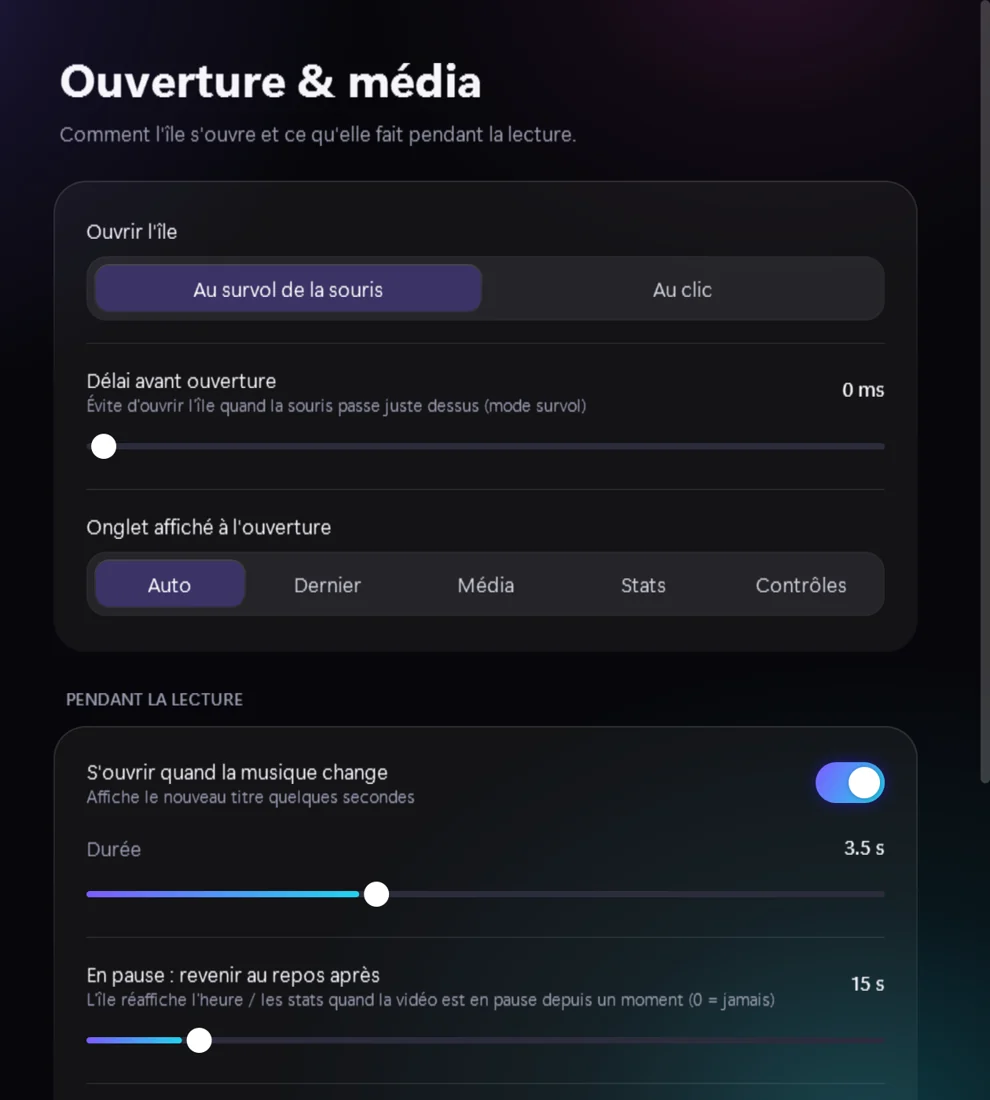 Ouverture & média
Comment l'île s'ouvre et ce qu'elle fait pendant la lecture.
Ouvrir l'île
Au survol de la souris
Au clic
Délai avant ouverture
0 ms
Évite d'ouvrir l'île quand la souris passe juste dessus (mode survol)
Onglet affiché à l'ouverture
Auto
Dernier
Média
Stats
Contrôles
PENDANT LA LECTURE
S'ouvrir quand la musique change
Affiche le nouveau titre quelques secondes
Durée
3.5 s
En pause : revenir au repos après
15 s
L'île réaffiche l'heure / les stats quand la vidéo est en pause depuis un moment (0 = jamais)